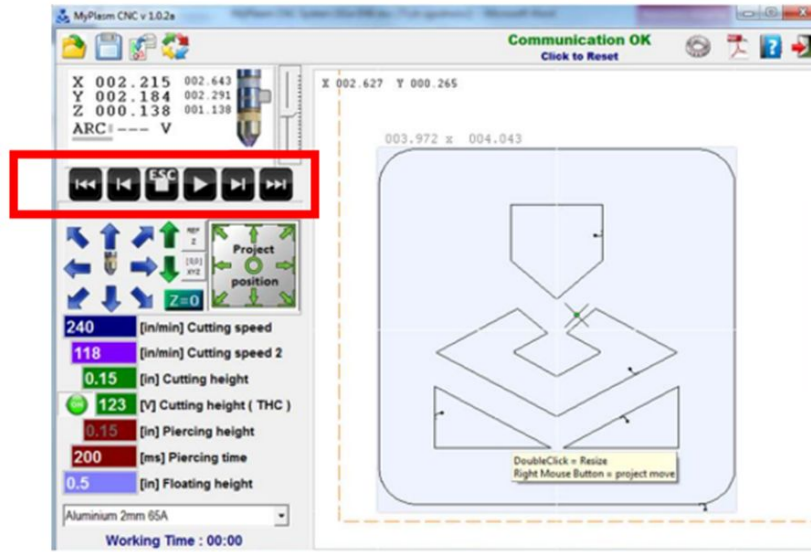 MyPlasm CNC v 1.0.2a
Communication OK
Click to Reset
X 002.215 002.643
Y 002.184 002.291
Z 000.138 001.138
ARC: --- V
X 002.627 Y 000.265
003.972 x 004.043
ESC
REF
Z
[0,0]
XYZ
Z=0
Project
position
240 [in/min] Cutting speed
118 [in/min] Cutting speed 2
0.15 [in] Cutting height
123 [V] Cutting height ( THC )
0.15 [in] Piercing height
200 [ms] Piercing time
0.5 [in] Floating height
DoubleClick = Resize
Right Mouse Button = project move
Aluminium 2mm 65A
Working Time : 00:00